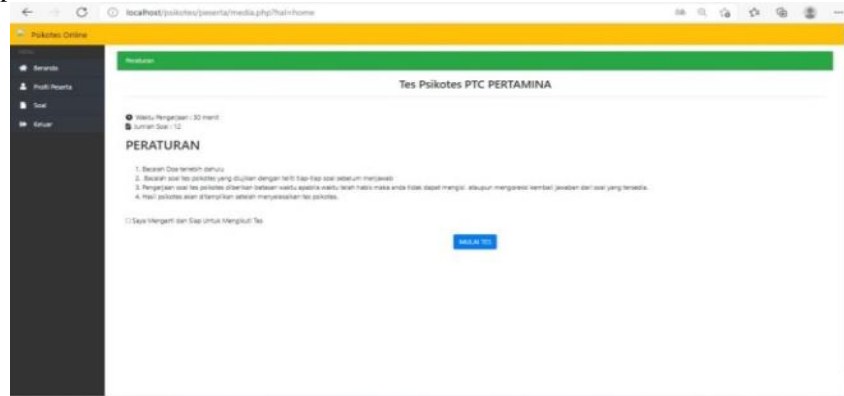 localhost/psikotes/peserta/media.php?hal=home
Psikotes Online
MENU
Beranda
Profil Peserta
Soal
Keluar
Peraturan
Tes Psikotes PTC PERTAMINA
Waktu Pengerjaan : 30 menit
Jumlah Soal : 12
PERATURAN
1. Bacalah Doa terlebih dahulu
2. Bacalah soal tes psikotes yang diujikan dengan teliti tiap-tiap soal sebelum menjawab
3. Pengerjaan soal tes psikotes diberikan batasan waktu apabila waktu telah habis maka anda tidak dapat mengisi ataupun mengoreksi kembali jawaban dari soal yang tersedia.
4. Hasil psikotes akan ditampilkan setelah menyelesaikan tes psikotes.
Saya Mengerti dan Siap Untuk Mengikuti Tes
MULAI TES